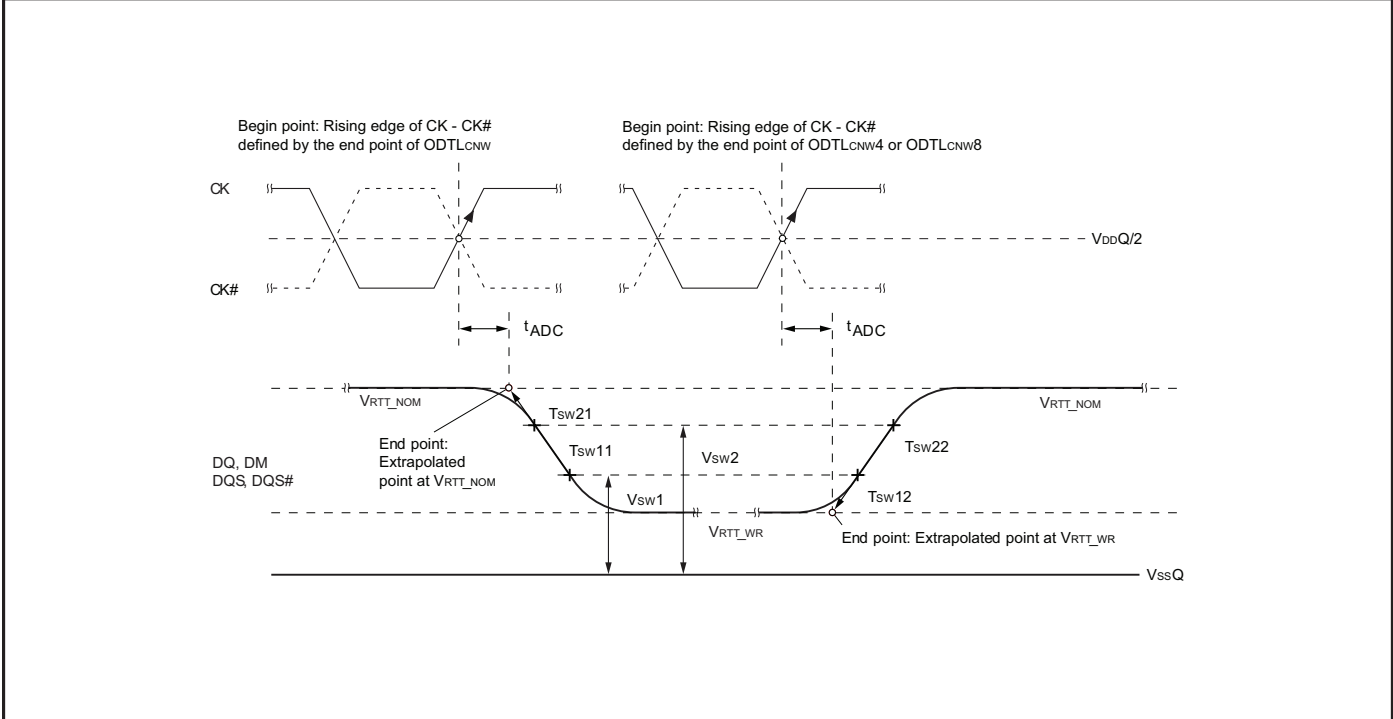 Begin point: Rising edge of CK - CK#
defined by the end point of ODTLCNW
Begin point: Rising edge of CK - CK#
defined by the end point of ODTLCNW4 or ODTLCNW8
CK
VDDQ/2
CK#
tADC
tADC
VRTT_NOM
VRTT_NOM
TSW21
End point:
Extrapolated
point at VRTT_NOM
TSW11
VSW2
TSW22
DQ, DM
DQS, DQS#
VSW1
TSW12
VRTT_WR
End point: Extrapolated point at VRTT_WR
VSSQ